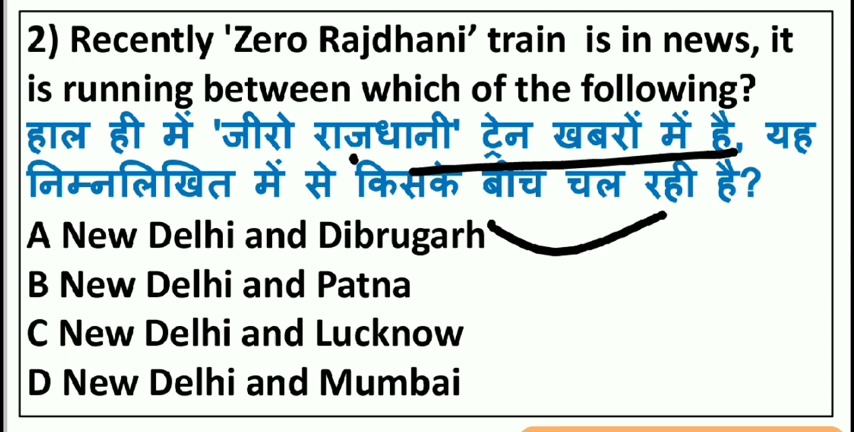 2) Recently 'Zero Rajdhani’ train is in news, it
is running between which of the following?
हाल ही में 'जीरो राजधानी' ट्रेन खबरों में है, यह
निम्नलिखित में से किसके बीच चल रही है?
A New Delhi and Dibrugarh
B New Delhi and Patna
C New Delhi and Lucknow
D New Delhi and Mumbai